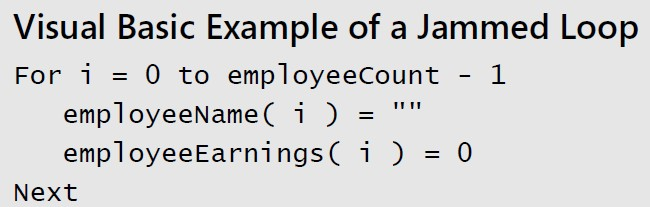 Visual Basic Example of a Jammed Loop
For i = 0 to employeeCount - 1
   employeeName( i ) = ""
   employeeEarnings( i ) = 0
Next